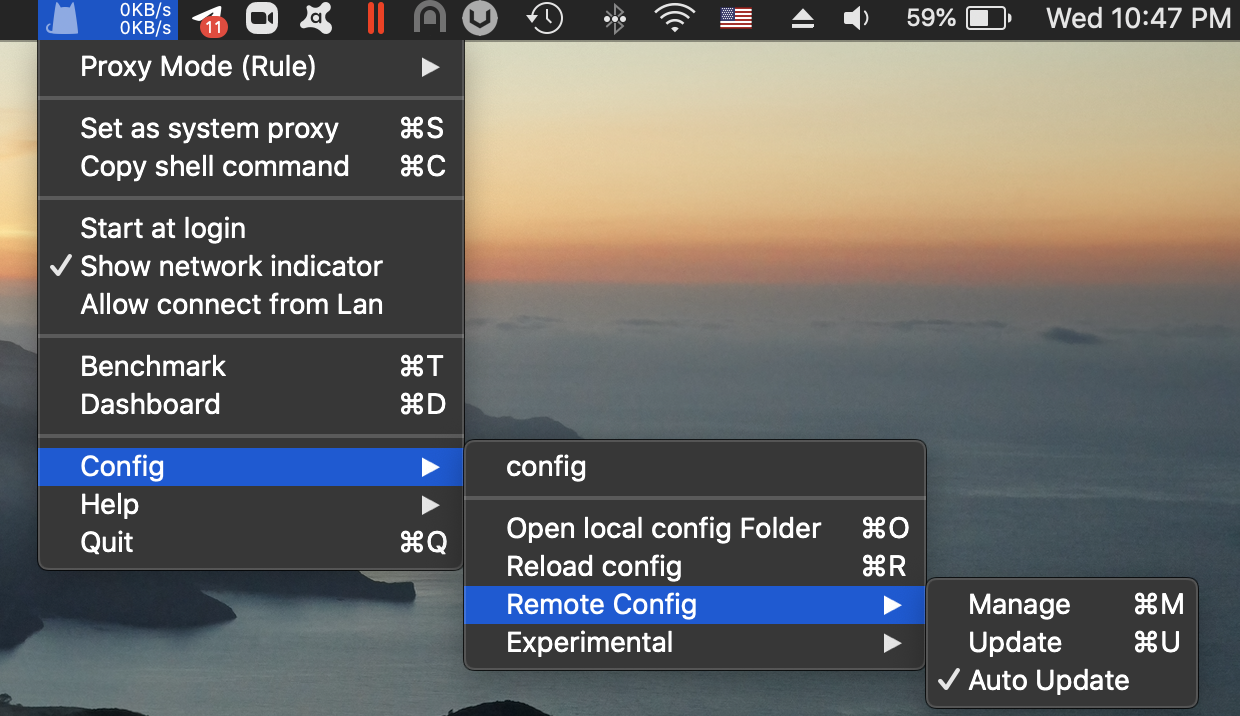 0KB/s
0KB/s
11
59%
Wed 10:47 PM
Proxy Mode (Rule)
Set as system proxy ⌘S
Copy shell command ⌘C
Start at login
Show network indicator
Allow connect from Lan
Benchmark ⌘T
Dashboard ⌘D
Config
Help
Quit ⌘Q
config
Open local config Folder ⌘O
Reload config ⌘R
Remote Config
Experimental
Manage ⌘M
Update ⌘U
Auto Update